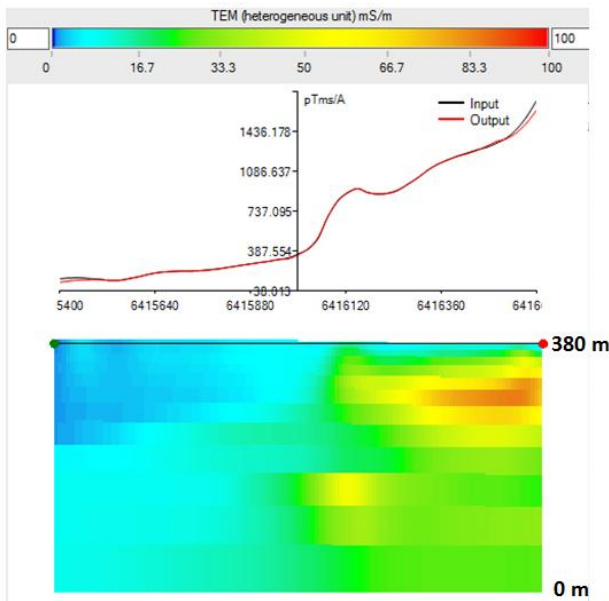 TEM (heterogeneous unit) mS/m
0 100
0 16.7 33.3 50 66.7 83.3 100
pTms/A
Input
Output
1436.178
1086.637
737.095
387.554
38.013
5400 6415640 6415880 6416120 6416360 6416
380 m
0 m